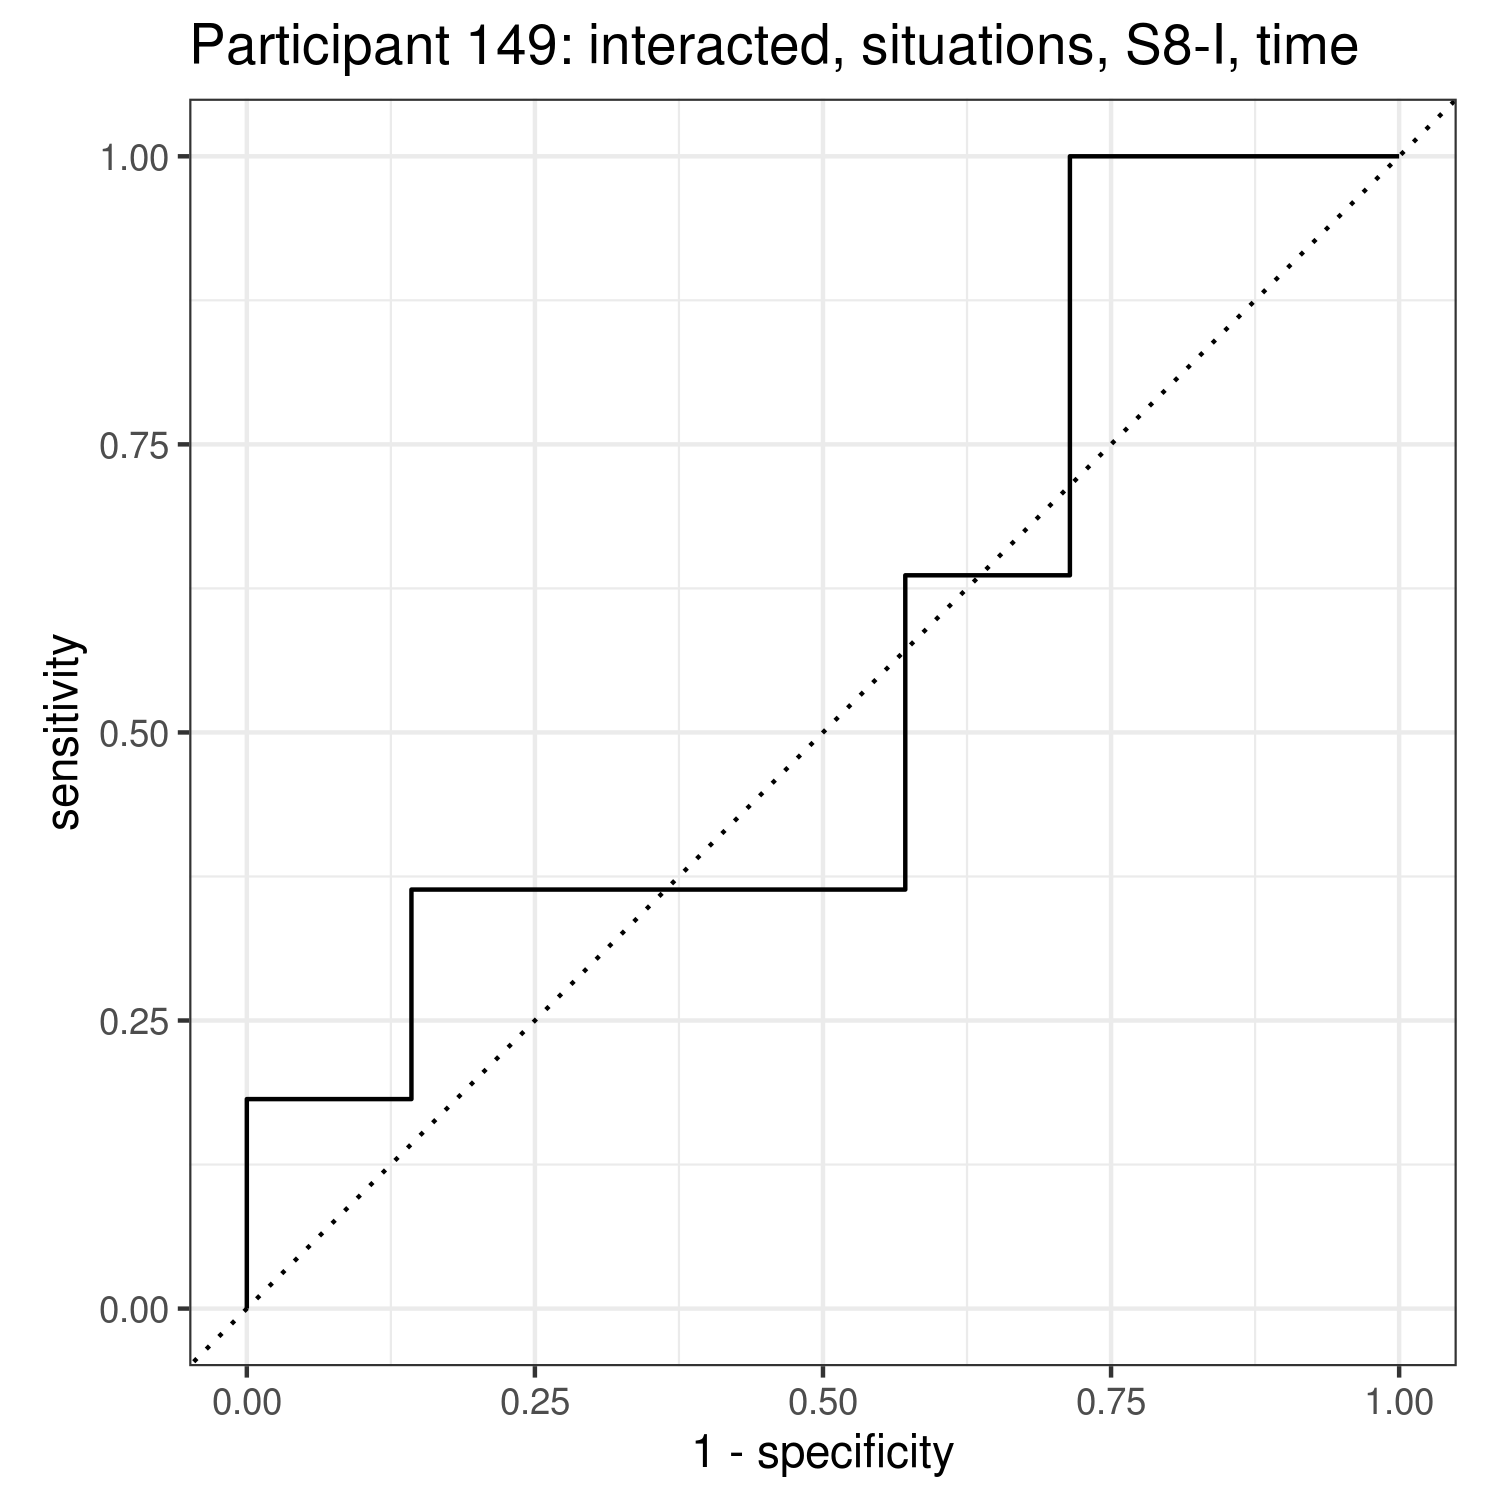 Participant 149: interacted, situations, S8-I, time
1.00
0.75
0.50
0.25
0.00
sensitivity
0.00 0.25 0.50 0.75 1.00
1 - specificity